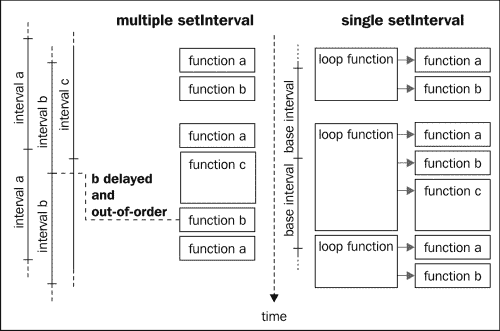 multiple setInterval
single setInterval
interval a
interval b
interval c
interval a
interval b
b delayed
and
out-of-order
function a
function b
function a
function c
function b
function a
time
base interval
base interval
loop function
function a
function b
loop function
function a
function b
function c
loop function
function a
function b